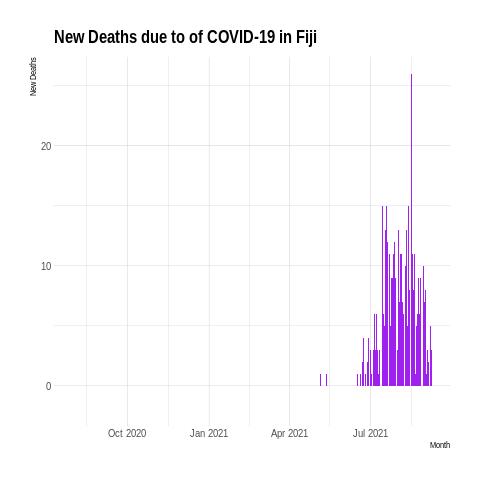 New Deaths due to of COVID-19 in Fiji
New Deaths
20
10
0
Oct 2020
Jan 2021
Apr 2021
Jul 2021
Month